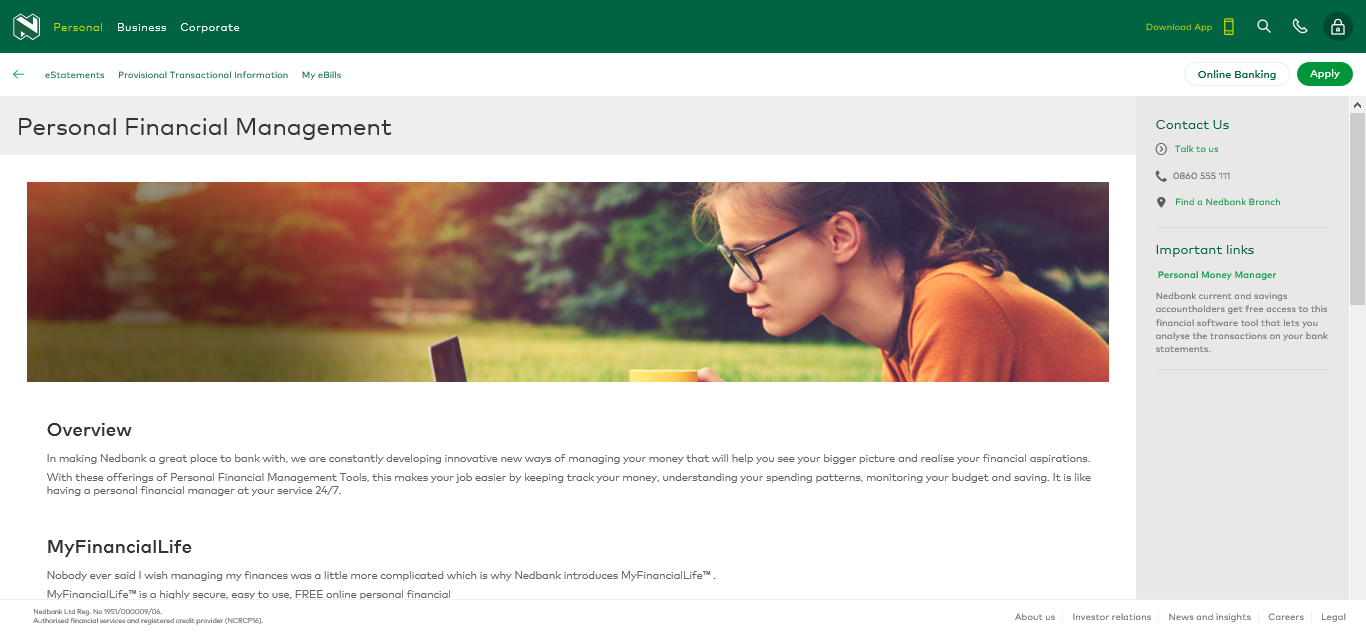 Personal Business Corporate Download App
eStatements Provisional Transactional Information My eBills Online Banking Apply
Personal Financial Management
Contact Us
Talk to us
0860 555 111
Find a Nedbank Branch
Important links
Personal Money Manager
Nedbank current and savings
accountholders get free access to this
financial software tool that lets you
analyse the transactions on your bank
statements.
Overview
In making Nedbank a great place to bank with, we are constantly developing innovative new ways of managing your money that will help you see your bigger picture and realise your financial aspirations.
With these offerings of Personal Financial Management Tools, this makes your job easier by keeping track your money, understanding your spending patterns, monitoring your budget and saving. It is like
having a personal financial manager at your service 24/7.
MyFinancialLife
Nobody ever said I wish managing my finances was a little more complicated which is why Nedbank introduces MyFinancialLife™ .
MyFinancialLife™ is a highly secure, easy to use, FREE online personal financial
Nedbank Ltd Reg. No 1951/000009/06.
Authorised financial services and registered credit provider (NCRCP16).
About us Investor relations News and insights Careers Legal